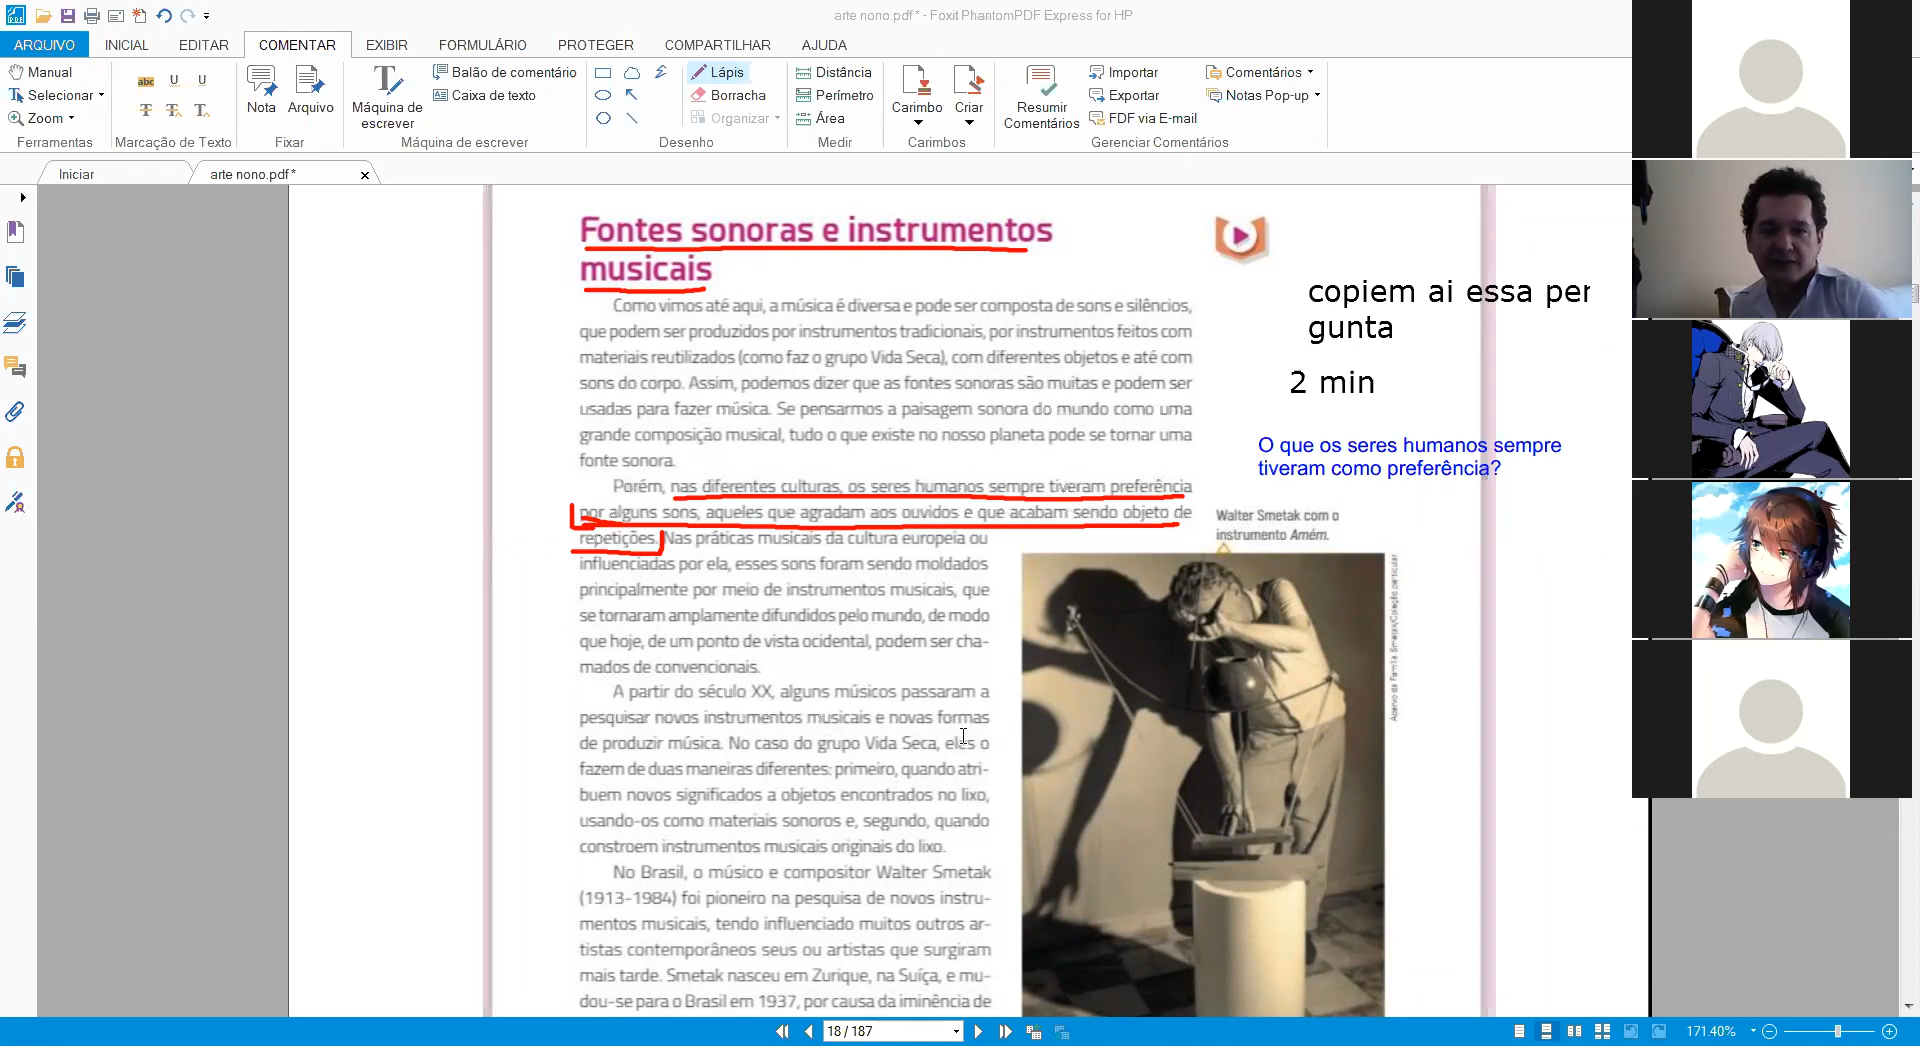 arte nono.pdf * - Foxit PhantomPDF Express for HP
ARQUIVO INICIAL EDITAR COMENTAR EXIBIR FORMULÁRIO PROTEGER COMPARTILHAR AJUDA
Manual
Selecionar
Zoom
Ferramentas
Marcação de Texto
Nota
Arquivo
Fixar
Máquina de
escrever
Balão de comentário
Caixa de texto
Máquina de escrever
Lápis
Borracha
Organizar
Desenho
Distância
Perímetro
Área
Medir
Carimbo
Criar
Carimbos
Resumir
Comentários
Importar
Exportar
FDF via E-mail
Comentários
Notas Pop-up
Gerenciar Comentários
Iniciar
arte nono.pdf *
Fontes sonoras e instrumentos
musicais
Como vimos até aqui, a música é diversa e pode ser composta de sons e silêncios,
que podem ser produzidos por instrumentos tradicionais, por instrumentos feitos com
materiais reutilizados (como faz o grupo Vida Seca), com diferentes objetos e até com
sons do corpo. Assim, podemos dizer que as fontes sonoras são muitas e podem ser
usadas para fazer música. Se pensarmos a paisagem sonora do mundo como uma
grande composição musical, tudo o que existe no nosso planeta pode se tornar uma
fonte sonora.
Porém, nas diferentes culturas, os seres humanos sempre tiveram preferência
por alguns sons, aqueles que agradam aos ouvidos e que acabam sendo objeto de
repetições. Nas práticas musicais da cultura europeia ou
influenciadas por ela, esses sons foram sendo moldados
principalmente por meio de instrumentos musicais, que
se tornaram amplamente difundidos pelo mundo, de modo
que hoje, de um ponto de vista ocidental, podem ser cha-
mados de convencionais.
A partir do século XX, alguns músicos passaram a
pesquisar novos instrumentos musicais e novas formas
de produzir música. No caso do grupo Vida Seca, eles o
fazem de duas maneiras diferentes: primeiro, quando atri-
buem novos significados a objetos encontrados no lixo,
usando-os como materiais sonoros e, segundo, quando
constroem instrumentos musicais originais do lixo.
No Brasil, o músico e compositor Walter Smetak
(1913-1984) foi pioneiro na pesquisa de novos instru-
mentos musicais, tendo influenciado muitos outros ar-
tistas contemporâneos seus ou artistas que surgiram
mais tarde. Smetak nasceu em Zurique, na Suíça, e mu-
dou-se para o Brasil em 1937, por causa da iminência de
copiem ai essa per
gunta
2 min
O que os seres humanos sempre
tiveram como preferência?
Walter Smetak com o
instrumento Amém.
Acervo da Família Smetak/Coleção particular
18 / 187
171.40%